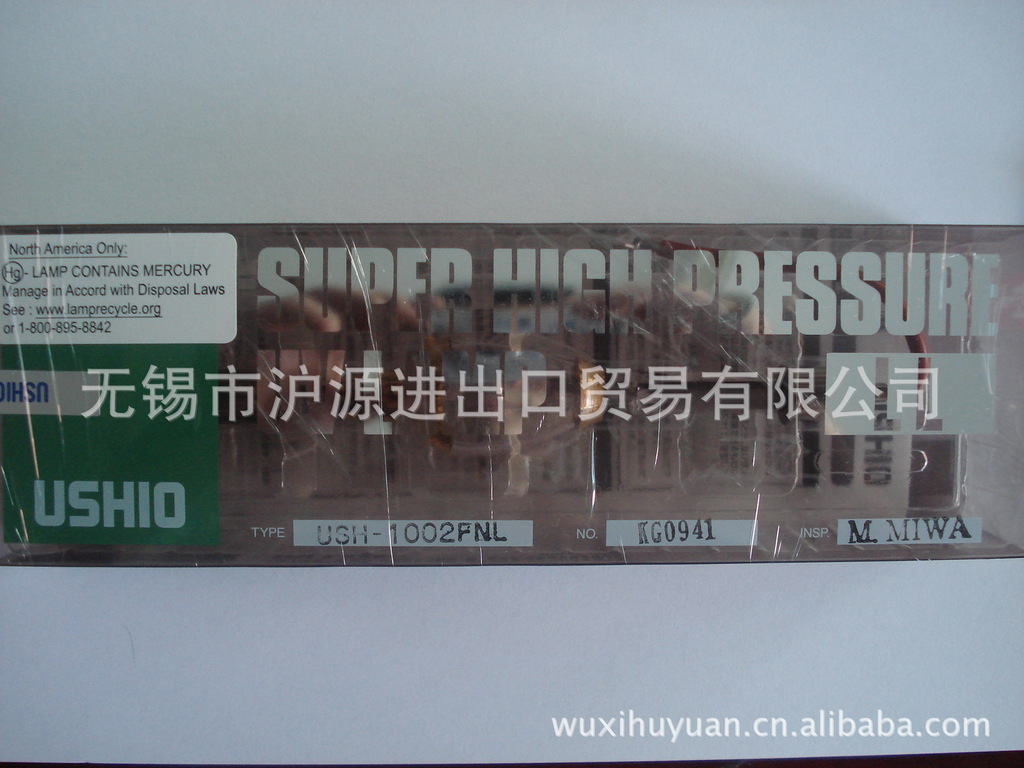 North America Only:
Hg - LAMP CONTAINS MERCURY
Manage in Accord with Disposal Laws
See : www.lamprecycle.org
or 1-800-895-8842
SUPER HIGH PRESSURE
USHIO
无锡市沪源进出口贸易有限公司
USHIO
TYPE USH-1002FNL NO. KG0941 INSP. M. MIWA
wuxihuyuan.cn.alibaba.com